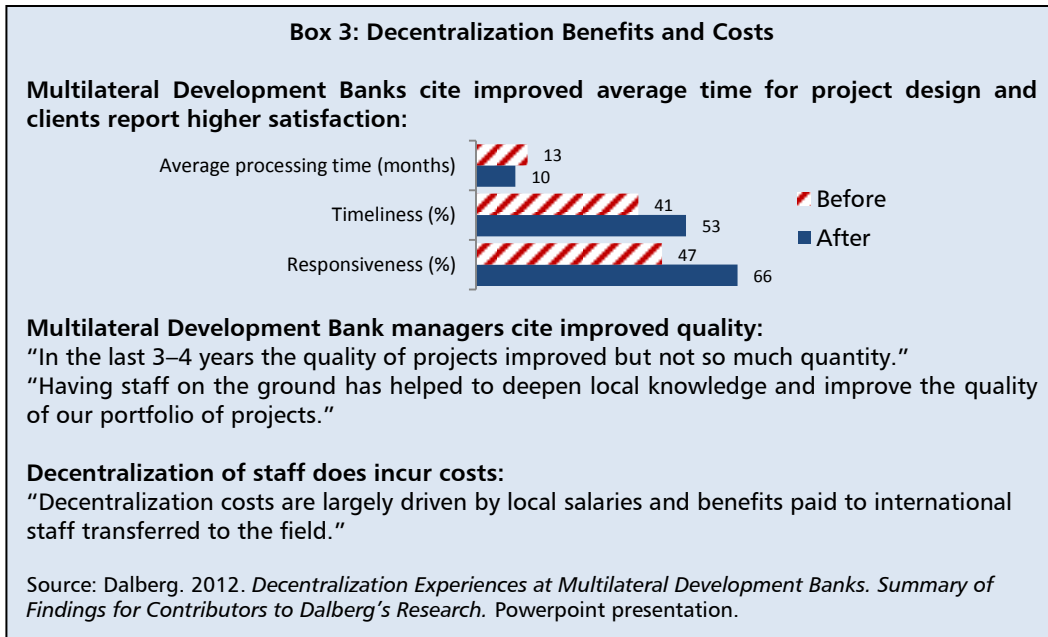 Box 3: Decentralization Benefits and Costs
Multilateral Development Banks cite improved average time for project design and
clients report higher satisfaction:
Average processing time (months)
13
10
Timeliness (%)
41
53
Responsiveness (%)
47
66
Before
After
Multilateral Development Bank managers cite improved quality:
“In the last 3–4 years the quality of projects improved but not so much quantity.”
“Having staff on the ground has helped to deepen local knowledge and improve the quality
of our portfolio of projects.”
Decentralization of staff does incur costs:
“Decentralization costs are largely driven by local salaries and benefits paid to international
staff transferred to the field.”
Source: Dalberg. 2012. Decentralization Experiences at Multilateral Development Banks. Summary of
Findings for Contributors to Dalberg’s Research. Powerpoint presentation.